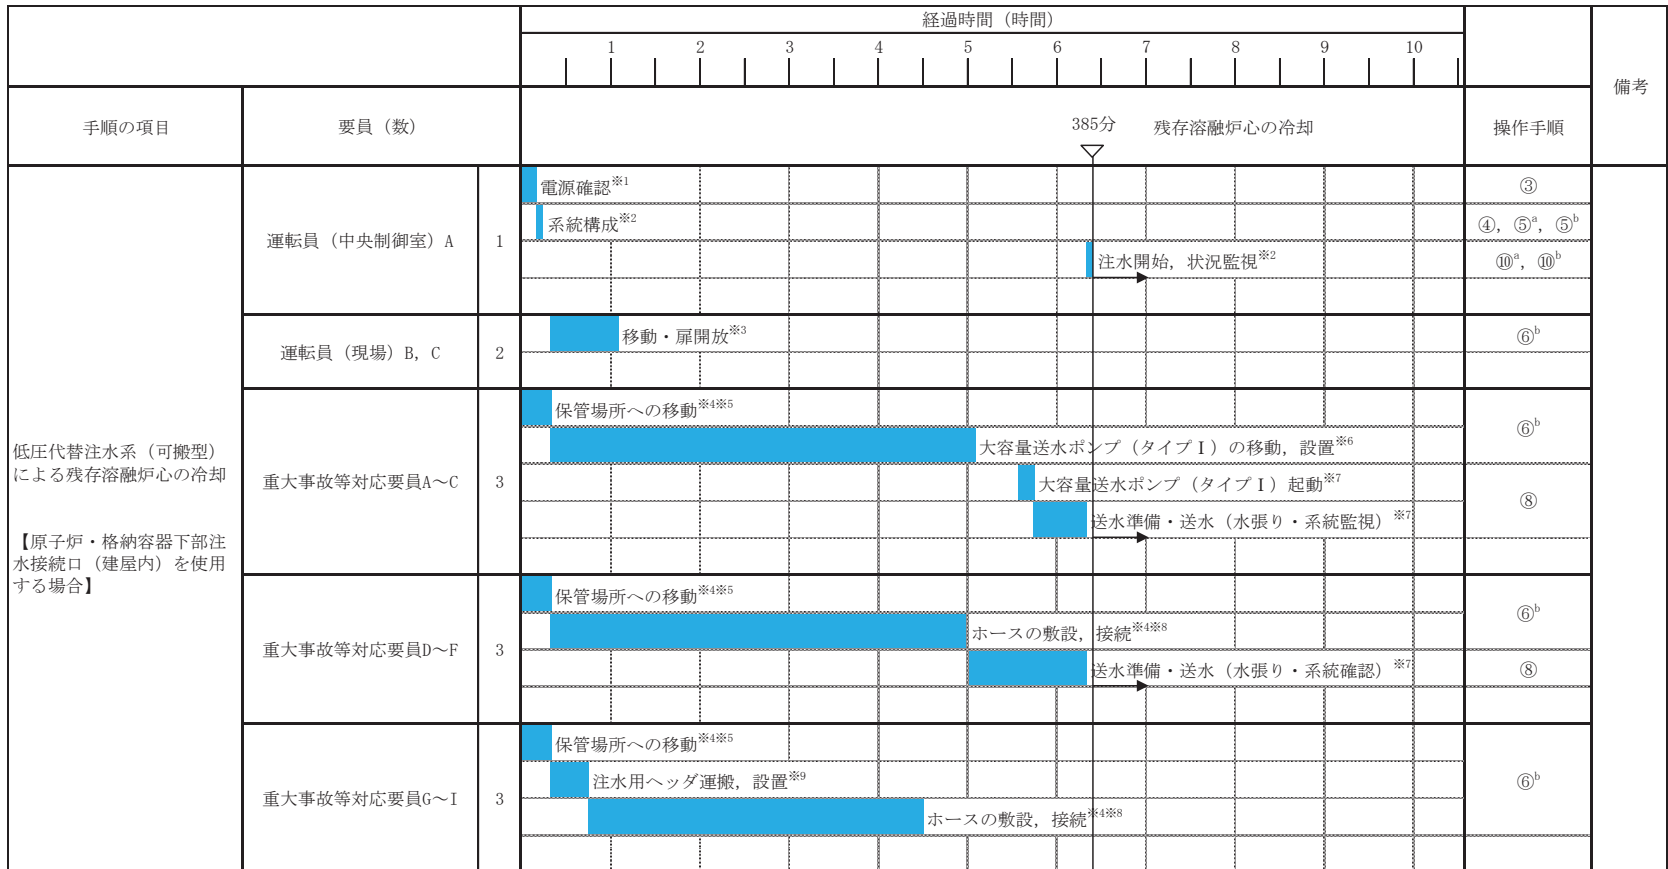 経過時間（時間）
1 2 3 4 5 6 7 8 9 10
備考
手順の項目 要員（数） 385分 残存溶融炉心の冷却 操作手順
低圧代替注水系（可搬型）
による残存溶融炉心の冷却
【原子炉・格納容器下部注
水接続口（建屋内）を使用
する場合】
運転員（中央制御室）A 1
電源確認※1 ③
系統構成※2 ④，⑤a，⑤b
注水開始，状況監視※2 ⑩a，⑩b
運転員（現場）B，C 2
移動・扉開放※3 ⑥b
重大事故等対応要員A～C 3
保管場所への移動※4※5
⑥b
大容量送水ポンプ（タイプⅠ）の移動，設置※6
大容量送水ポンプ（タイプⅠ）起動※7
⑧
送水準備・送水（水張り・系統監視）※7
重大事故等対応要員D～F 3
保管場所への移動※4※5
⑥b
ホースの敷設，接続※4※8
送水準備・送水（水張り・系統確認）※7 ⑧
重大事故等対応要員G～I 3
保管場所への移動※4※5
注水用ヘッダ運搬，設置※9 ⑥b
ホースの敷設，接続※4※8